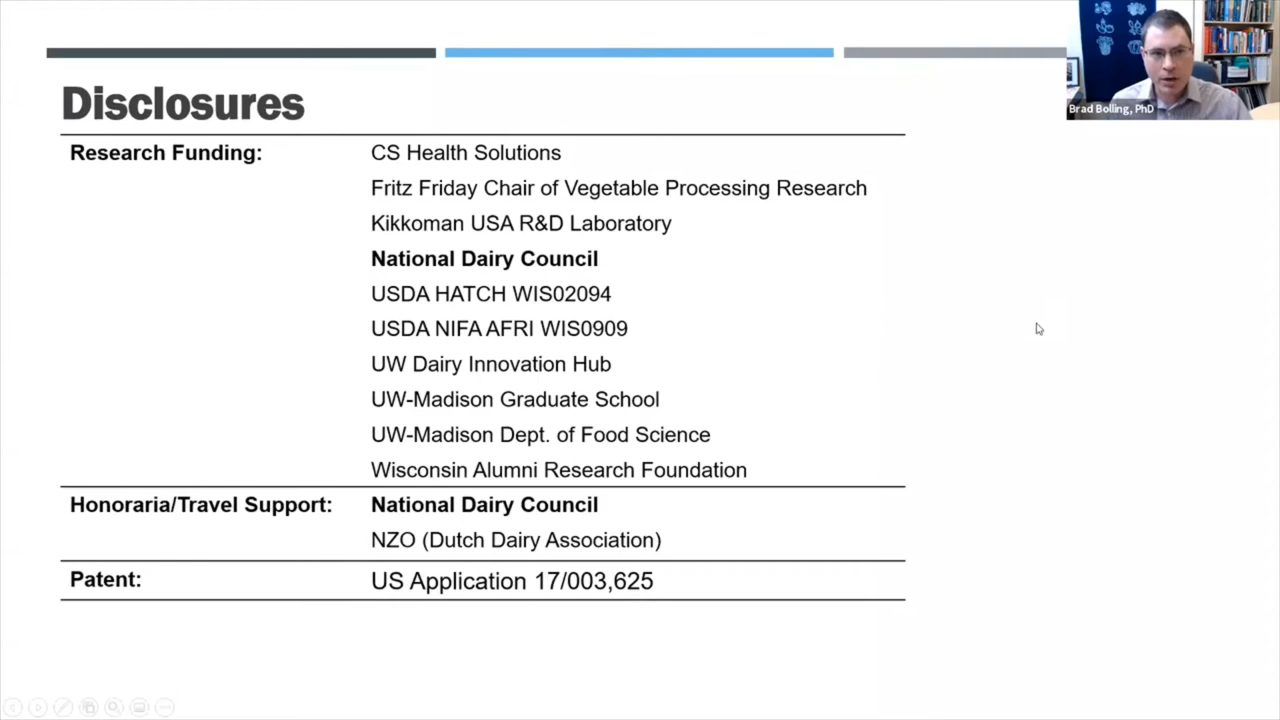 Disclosures
Brad Bolling, PhD
Research Funding: CS Health Solutions
Fritz Friday Chair of Vegetable Processing Research
Kikkoman USA R&D Laboratory
National Dairy Council
USDA HATCH WIS02094
USDA NIFA AFRI WIS0909
UW Dairy Innovation Hub
UW-Madison Graduate School
UW-Madison Dept. of Food Science
Wisconsin Alumni Research Foundation
Honoraria/Travel Support: National Dairy Council
NZO (Dutch Dairy Association)
Patent: US Application 17/003,625